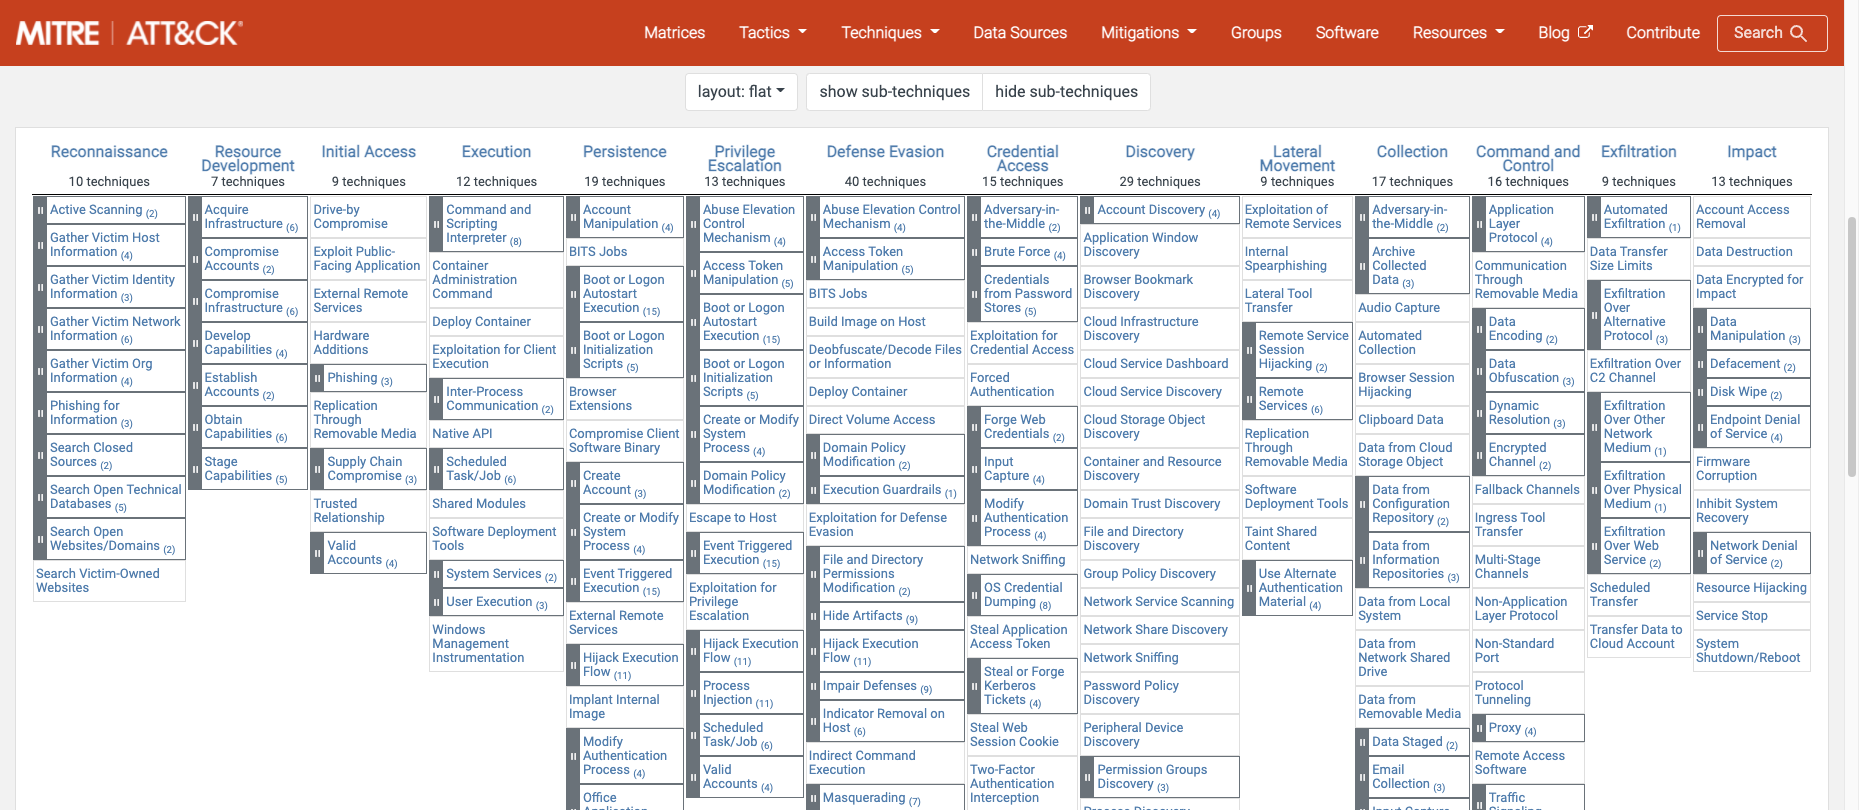 MITRE | ATT&CK®
Matrices
Tactics
Techniques
Data Sources
Mitigations
Groups
Software
Resources
Blog
Contribute
Search
layout: flat
show sub-techniques
hide sub-techniques
Reconnaissance
10 techniques
Active Scanning (2)
Gather Victim Host
Information (4)
Gather Victim Identity
Information (3)
Gather Victim Network
Information (6)
Gather Victim Org
Information (4)
Phishing for
Information (3)
Search Closed
Sources (2)
Search Open Technical
Databases (5)
Search Open
Websites/Domains (2)
Search Victim-Owned
Websites
Resource
Development
7 techniques
Acquire
Infrastructure (6)
Compromise
Accounts (2)
Compromise
Infrastructure (6)
Develop
Capabilities (4)
Establish
Accounts (2)
Obtain
Capabilities (6)
Stage
Capabilities (5)
Initial Access
9 techniques
Drive-by
Compromise
Exploit Public-
Facing Application
External Remote
Services
Hardware
Additions
Phishing (3)
Replication
Through
Removable Media
Supply Chain
Compromise (3)
Trusted
Relationship
Valid
Accounts (4)
Execution
12 techniques
Command and
Scripting
Interpreter (8)
Container
Administration
Command
Deploy Container
Exploitation for Client
Execution
Inter-Process
Communication (2)
Native API
Scheduled
Task/Job (6)
Shared Modules
Software Deployment
Tools
System Services (2)
User Execution (3)
Windows
Management
Instrumentation
Persistence
19 techniques
Account
Manipulation (4)
BITS Jobs
Boot or Logon
Autostart
Execution (15)
Boot or Logon
Initialization
Scripts (5)
Browser
Extensions
Compromise Client
Software Binary
Create
Account (3)
Create or Modify
System
Process (4)
Event Triggered
Execution (15)
External Remote
Services
Hijack Execution
Flow (11)
Implant Internal
Image
Modify
Authentication
Process (4)
Office
Privilege
Escalation
13 techniques
Abuse Elevation
Control
Mechanism (4)
Access Token
Manipulation (5)
Boot or Logon
Autostart
Execution (15)
Boot or Logon
Initialization
Scripts (5)
Create or Modify
System
Process (4)
Domain Policy
Modification (2)
Escape to Host
Event Triggered
Execution (15)
Exploitation for
Privilege
Escalation
Hijack Execution
Flow (11)
Process
Injection (11)
Scheduled
Task/Job (6)
Valid
Accounts (4)
Defense Evasion
40 techniques
Abuse Elevation Control
Mechanism (4)
Access Token
Manipulation (5)
BITS Jobs
Build Image on Host
Deobfuscate/Decode Files
or Information
Deploy Container
Direct Volume Access
Domain Policy
Modification (2)
Execution Guardrails (1)
Exploitation for Defense
Evasion
File and Directory
Permissions
Modification (2)
Hide Artifacts (9)
Hijack Execution
Flow (11)
Impair Defenses (9)
Indicator Removal on
Host (6)
Indirect Command
Execution
Masquerading (7)
Credential
Access
15 techniques
Adversary-in-
the-Middle (2)
Brute Force (4)
Credentials
from Password
Stores (5)
Exploitation for
Credential Access
Forced
Authentication
Forge Web
Credentials (2)
Input
Capture (4)
Modify
Authentication
Process (4)
Network Sniffing
OS Credential
Dumping (8)
Steal Application
Access Token
Steal or Forge
Kerberos
Tickets (4)
Steal Web
Session Cookie
Two-Factor
Authentication
Interception
Discovery
29 techniques
Account Discovery (4)
Application Window
Discovery
Browser Bookmark
Discovery
Cloud Infrastructure
Discovery
Cloud Service Dashboard
Cloud Service Discovery
Cloud Storage Object
Discovery
Container and Resource
Discovery
Domain Trust Discovery
File and Directory
Discovery
Group Policy Discovery
Network Service Scanning
Network Share Discovery
Network Sniffing
Password Policy
Discovery
Peripheral Device
Discovery
Permission Groups
Discovery (3)
Process Discovery
Lateral
Movement
9 techniques
Exploitation of
Remote Services
Internal
Spearphishing
Lateral Tool
Transfer
Remote Service
Session
Hijacking (2)
Remote
Services (6)
Replication
Through
Removable Media
Software
Deployment Tools
Taint Shared
Content
Use Alternate
Authentication
Material (4)
Collection
17 techniques
Adversary-in-
the-Middle (2)
Archive
Collected
Data (3)
Audio Capture
Automated
Collection
Browser Session
Hijacking
Clipboard Data
Data from Cloud
Storage Object
Data from
Configuration
Repository (2)
Data from
Information
Repositories (3)
Data from Local
System
Data from
Network Shared
Drive
Data from
Removable Media
Data Staged (2)
Email
Collection (3)
Input Capture
Command and
Control
16 techniques
Application
Layer
Protocol (4)
Communication
Through
Removable Media
Data
Encoding (2)
Data
Obfuscation (3)
Dynamic
Resolution (3)
Encrypted
Channel (2)
Fallback Channels
Ingress Tool
Transfer
Multi-Stage
Channels
Non-Application
Layer Protocol
Non-Standard
Port
Protocol
Tunneling
Proxy (4)
Remote Access
Software
Traffic
Exfiltration
9 techniques
Automated
Exfiltration (1)
Data Transfer
Size Limits
Exfiltration
Over
Alternative
Protocol (3)
Exfiltration Over
C2 Channel
Exfiltration
Over Other
Network
Medium (1)
Exfiltration
Over Physical
Medium (1)
Exfiltration
Over Web
Service (2)
Scheduled
Transfer
Transfer Data to
Cloud Account
Impact
13 techniques
Account Access
Removal
Data Destruction
Data Encrypted for
Impact
Data
Manipulation (3)
Defacement (2)
Disk Wipe (2)
Endpoint Denial
of Service (4)
Firmware
Corruption
Inhibit System
Recovery
Network Denial
of Service (2)
Resource Hijacking
Service Stop
System
Shutdown/Reboot